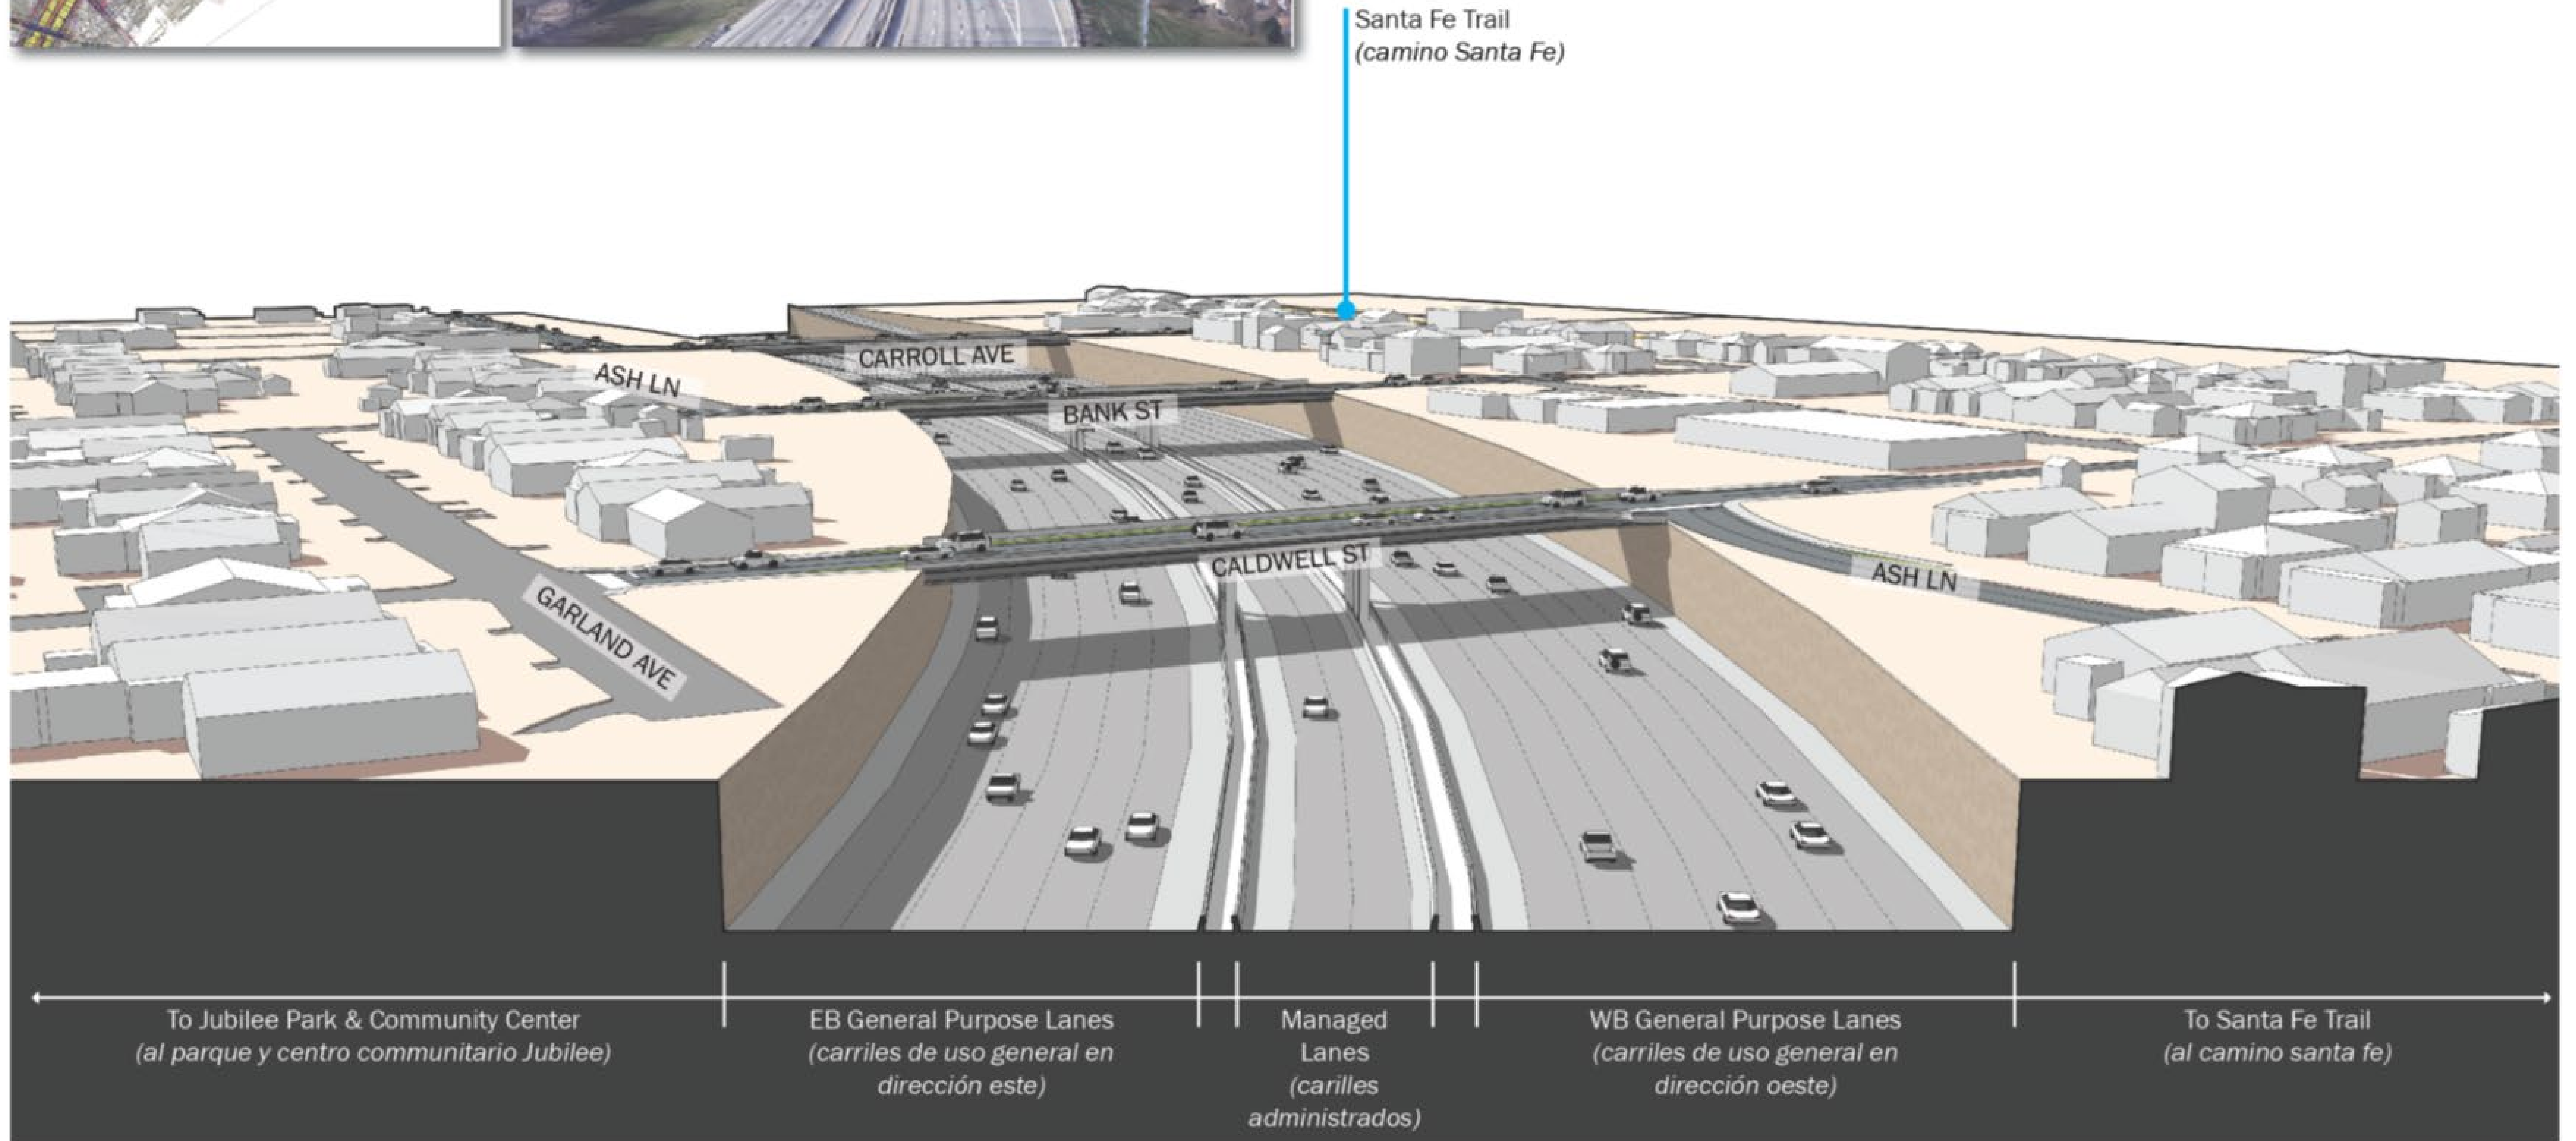 Santa Fe Trail
(camino Santa Fe)
CARROLL AVE
ASH LN
BANK ST
CALDWELL ST
ASH LN
GARLAND AVE
To Jubilee Park & Community Center
(al parque y centro communitario Jubilee)
EB General Purpose Lanes
(carriles de uso general en
dirección este)
Managed
Lanes
(carilles
administrados)
WB General Purpose Lanes
(carriles de uso general en
dirección oeste)
To Santa Fe Trail
(al camino santa fe)